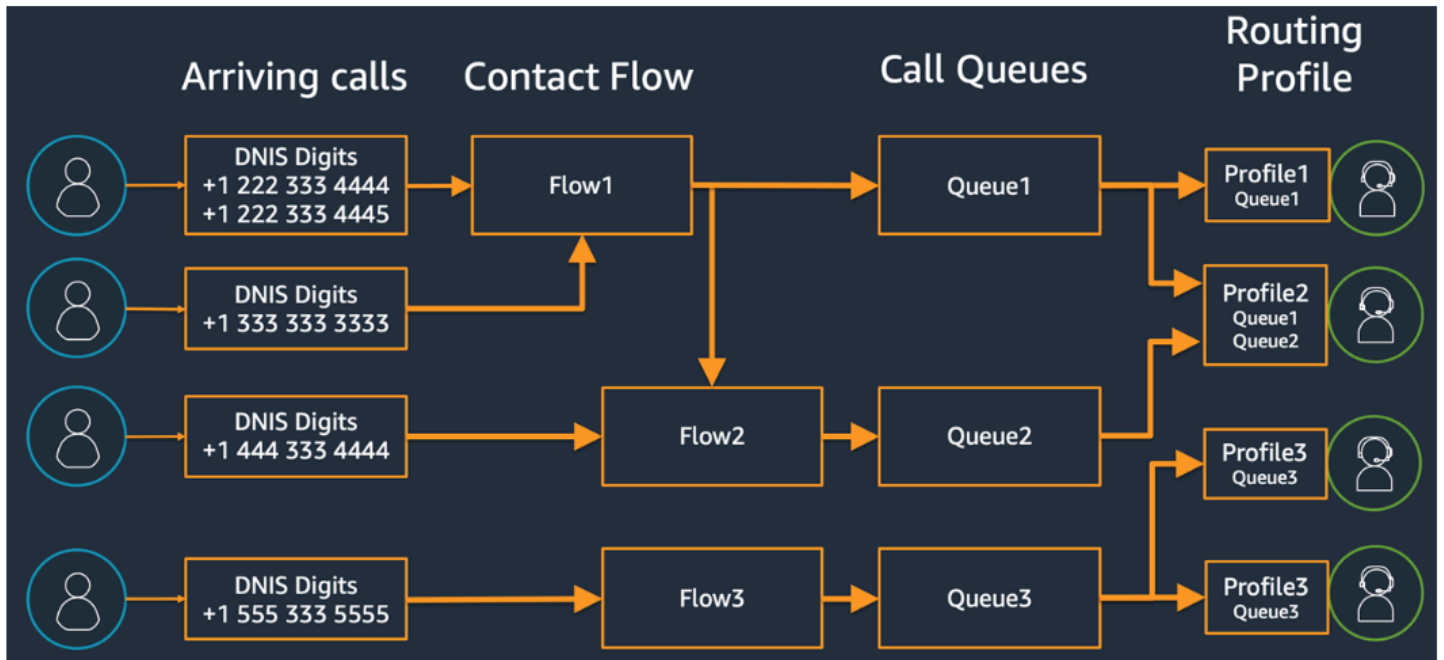 Arriving calls
Contact Flow
Call Queues
Routing
Profile
DNIS Digits
+1 222 333 4444
+1 222 333 4445
Flow1
Queue1
Profile1
Queue1
DNIS Digits
+1 333 333 3333
Profile2
Queue1
Queue2
DNIS Digits
+1 444 333 4444
Flow2
Queue2
Profile3
Queue3
DNIS Digits
+1 555 333 5555
Flow3
Queue3
Profile3
Queue3